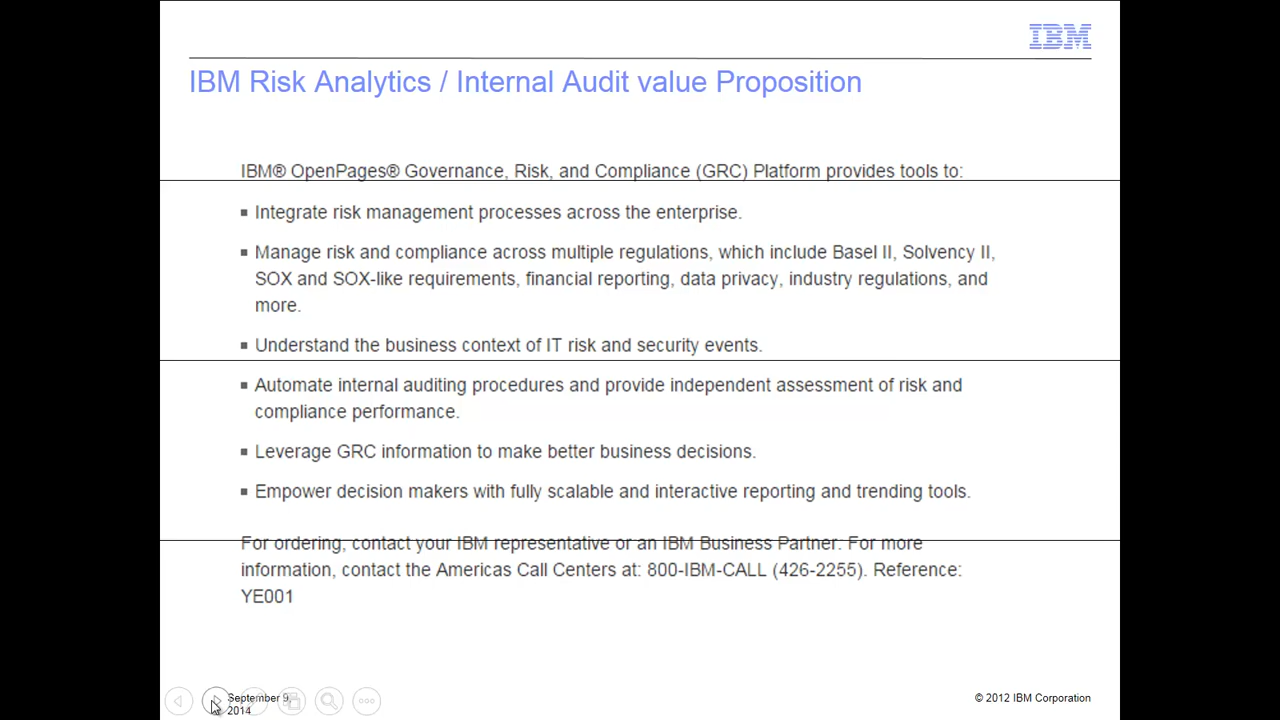 IBM
IBM Risk Analytics / Internal Audit value Proposition
IBM® OpenPages® Governance, Risk, and Compliance (GRC) Platform provides tools to:
▪ Integrate risk management processes across the enterprise.
▪ Manage risk and compliance across multiple regulations, which include Basel II, Solvency II,
SOX and SOX-like requirements, financial reporting, data privacy, industry regulations, and
more.
▪ Understand the business context of IT risk and security events.
▪ Automate internal auditing procedures and provide independent assessment of risk and
compliance performance.
▪ Leverage GRC information to make better business decisions.
▪ Empower decision makers with fully scalable and interactive reporting and trending tools.
For ordering, contact your IBM representative or an IBM Business Partner. For more
information, contact the Americas Call Centers at: 800-IBM-CALL (426-2255). Reference:
YE001
September 9,
2014
© 2012 IBM Corporation